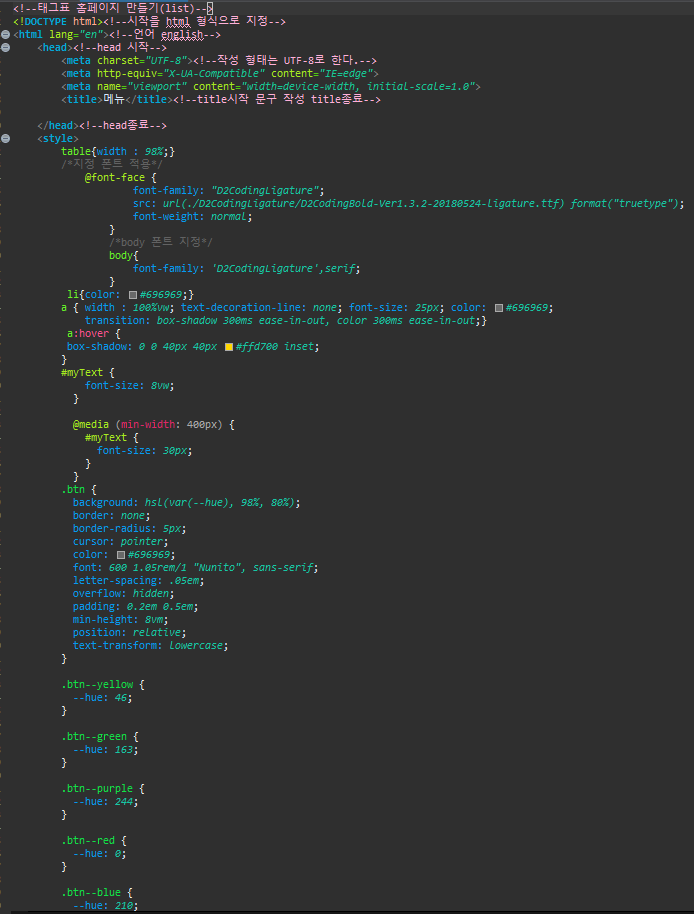 <!--태그표 홈페이지 만들기(list)-->
<!DOCTYPE html><!--시작을 html 형식으로 지정-->
<html lang="en"><!--언어 english-->
<head><!--head 시작-->
<meta charset="UTF-8"><!--작성 형태는 UTF-8로 한다.-->
<meta http-equiv="X-UA-Compatible" content="IE=edge">
<meta name="viewport" content="width=device-width, initial-scale=1.0">
<title>메뉴</title><!--title시작 문구 작성 title종료-->
</head><!--head종료-->
<style>
table{width : 98%;}
/*지정 폰트 적용*/
@font-face {
font-family: "D2CodingLigature";
src: url(./D2CodingLigature/D2CodingBold-Ver1.3.2-20180524-ligature.ttf) format("truetype");
font-weight: normal;
}
/*body 폰트 지정*/
body{
font-family: 'D2CodingLigature',serif;
}
li{color: #696969;}
a { width : 100%vw; text-decoration-line: none; font-size: 25px; color: #696969;
transition: box-shadow 300ms ease-in-out, color 300ms ease-in-out;}
a:hover {
box-shadow: 0 0 40px 40px #ffd700 inset;
}
#myText {
font-size: 8vw;
}
@media (min-width: 400px) {
#myText {
font-size: 30px;
}
}
.btn {
background: hsl(var(--hue), 98%, 80%);
border: none;
border-radius: 5px;
cursor: pointer;
color: #696969;
font: 600 1.05rem/1 "Nunito", sans-serif;
letter-spacing: .05em;
overflow: hidden;
padding: 0.2em 0.5em;
min-height: 8vm;
position: relative;
text-transform: lowercase;
}
.btn--yellow {
--hue: 46;
}
.btn--green {
--hue: 163;
}
.btn--purple {
--hue: 244;
}
.btn--red {
--hue: 0;
}
.btn--blue {
--hue: 210;